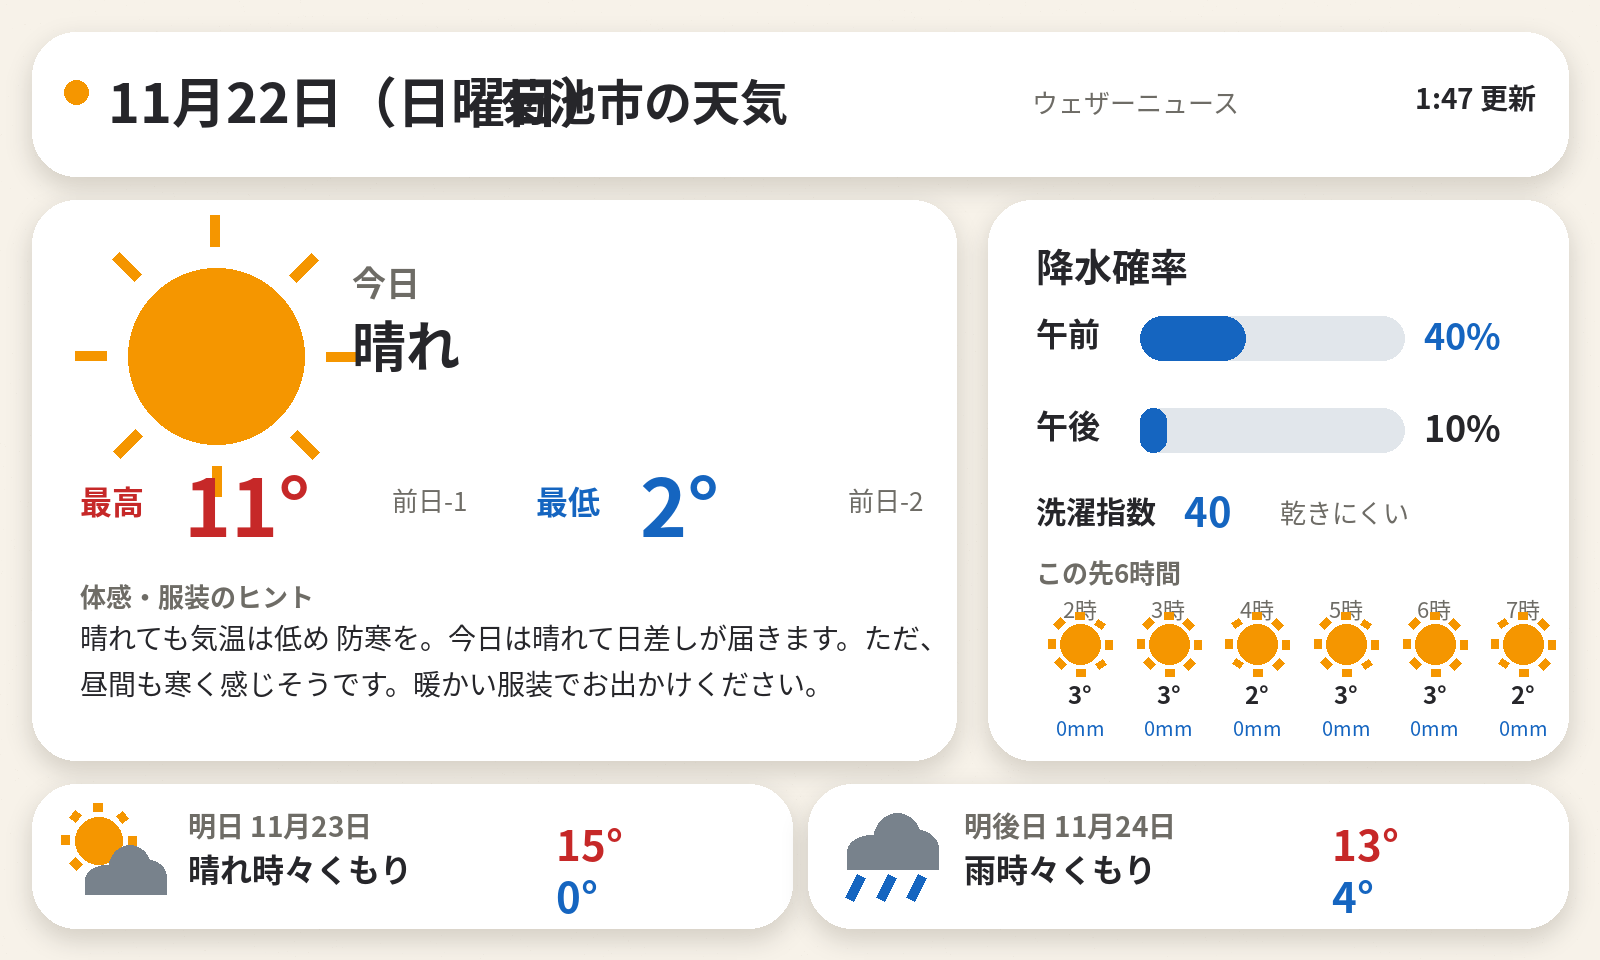 11月22日（日曜日）
菊池市の天気
ウェザーニュース
1:47 更新
今日
晴れ
最高 11° 前日-1 最低 2° 前日-2
体感・服装のヒント
晴れても気温は低め 防寒を。今日は晴れて日差しが届きます。ただ、
昼間も寒く感じそうです。暖かい服装でお出かけください。
降水確率
午前 40%
午後 10%
洗濯指数 40 乾きにくい
この先6時間
2時 3時 4時 5時 6時 7時
3° 3° 2° 3° 3° 2°
0mm 0mm 0mm 0mm 0mm 0mm
明日 11月23日
晴れ時々くもり
15°
0°
明後日 11月24日
雨時々くもり
13°
4°